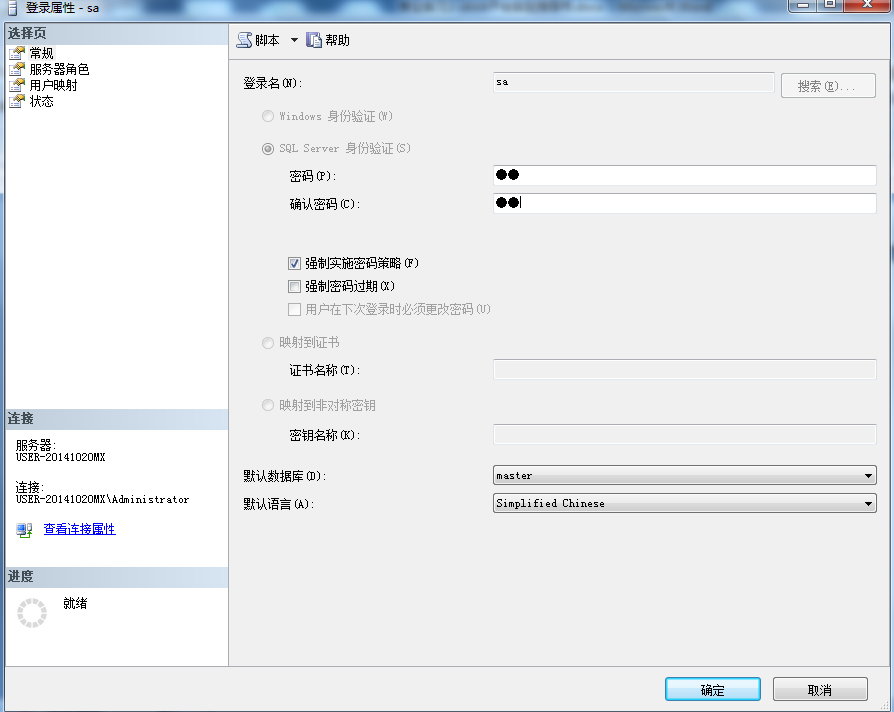 登录属性 - sa
选择页
常规
服务器角色
用户映射
状态
脚本
帮助
登录名(N):
sa
搜索(E)...
Windows 身份验证(W)
SQL Server 身份验证(S)
密码(P):
确认密码(C):
强制实施密码策略(F)
强制密码过期(X)
用户在下次登录时必须更改密码(U)
映射到证书
证书名称(T):
映射到非对称密钥
密钥名称(K):
默认数据库(D):
master
默认语言(A):
Simplified Chinese
连接
服务器:
USER-20141020MX
连接:
USER-20141020MX\Administrator
查看连接属性
进度
就绪
确定
取消